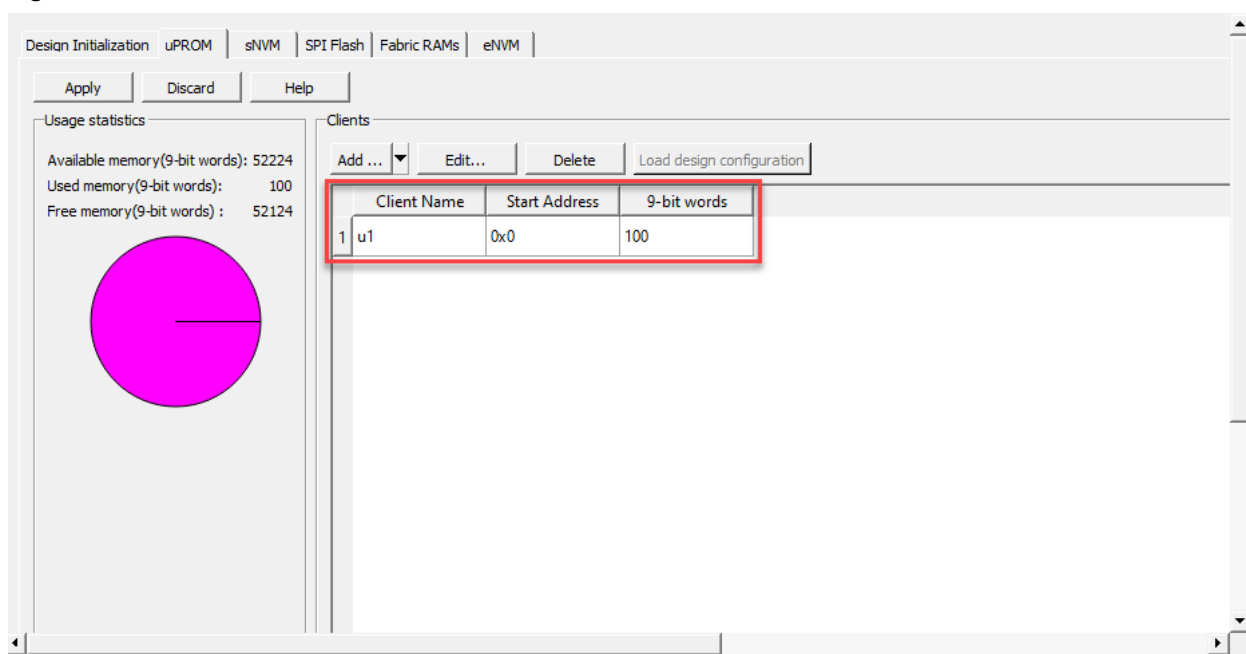 Design Initialization uPROM sNVM SPI Flash Fabric RAMs eNVM
Apply Discard Help
Usage statistics
Available memory(9-bit words): 52224
Used memory(9-bit words): 100
Free memory(9-bit words) : 52124
Clients
Add ... Edit... Delete Load design configuration
Client Name Start Address 9-bit words
1 u1 0x0 100